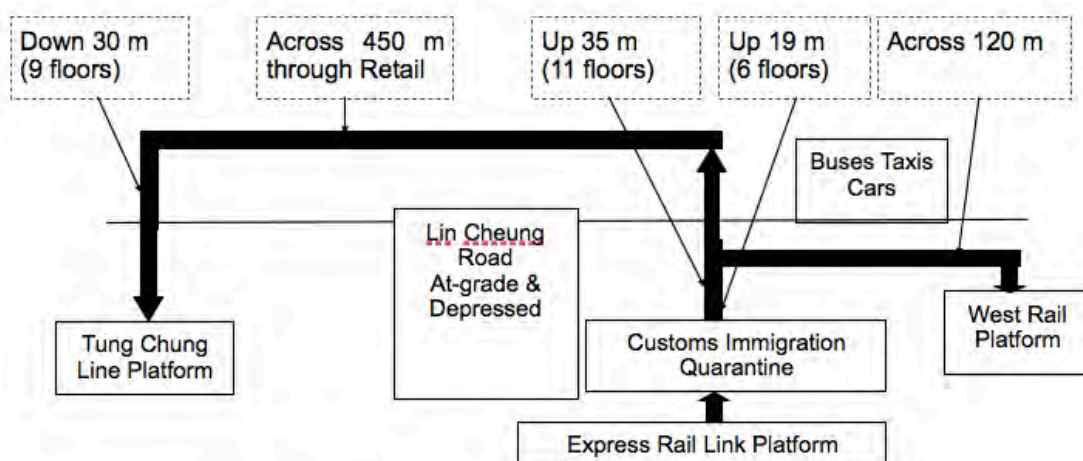 Down 30 m
(9 floors)
Across 450 m
through Retail
Up 35 m
(11 floors)
Up 19 m
(6 floors)
Across 120 m
Buses Taxis
Cars
Lin Cheung
Road
At-grade &
Depressed
Tung Chung
Line Platform
Customs Immigration
Quarantine
West Rail
Platform
Express Rail Link Platform